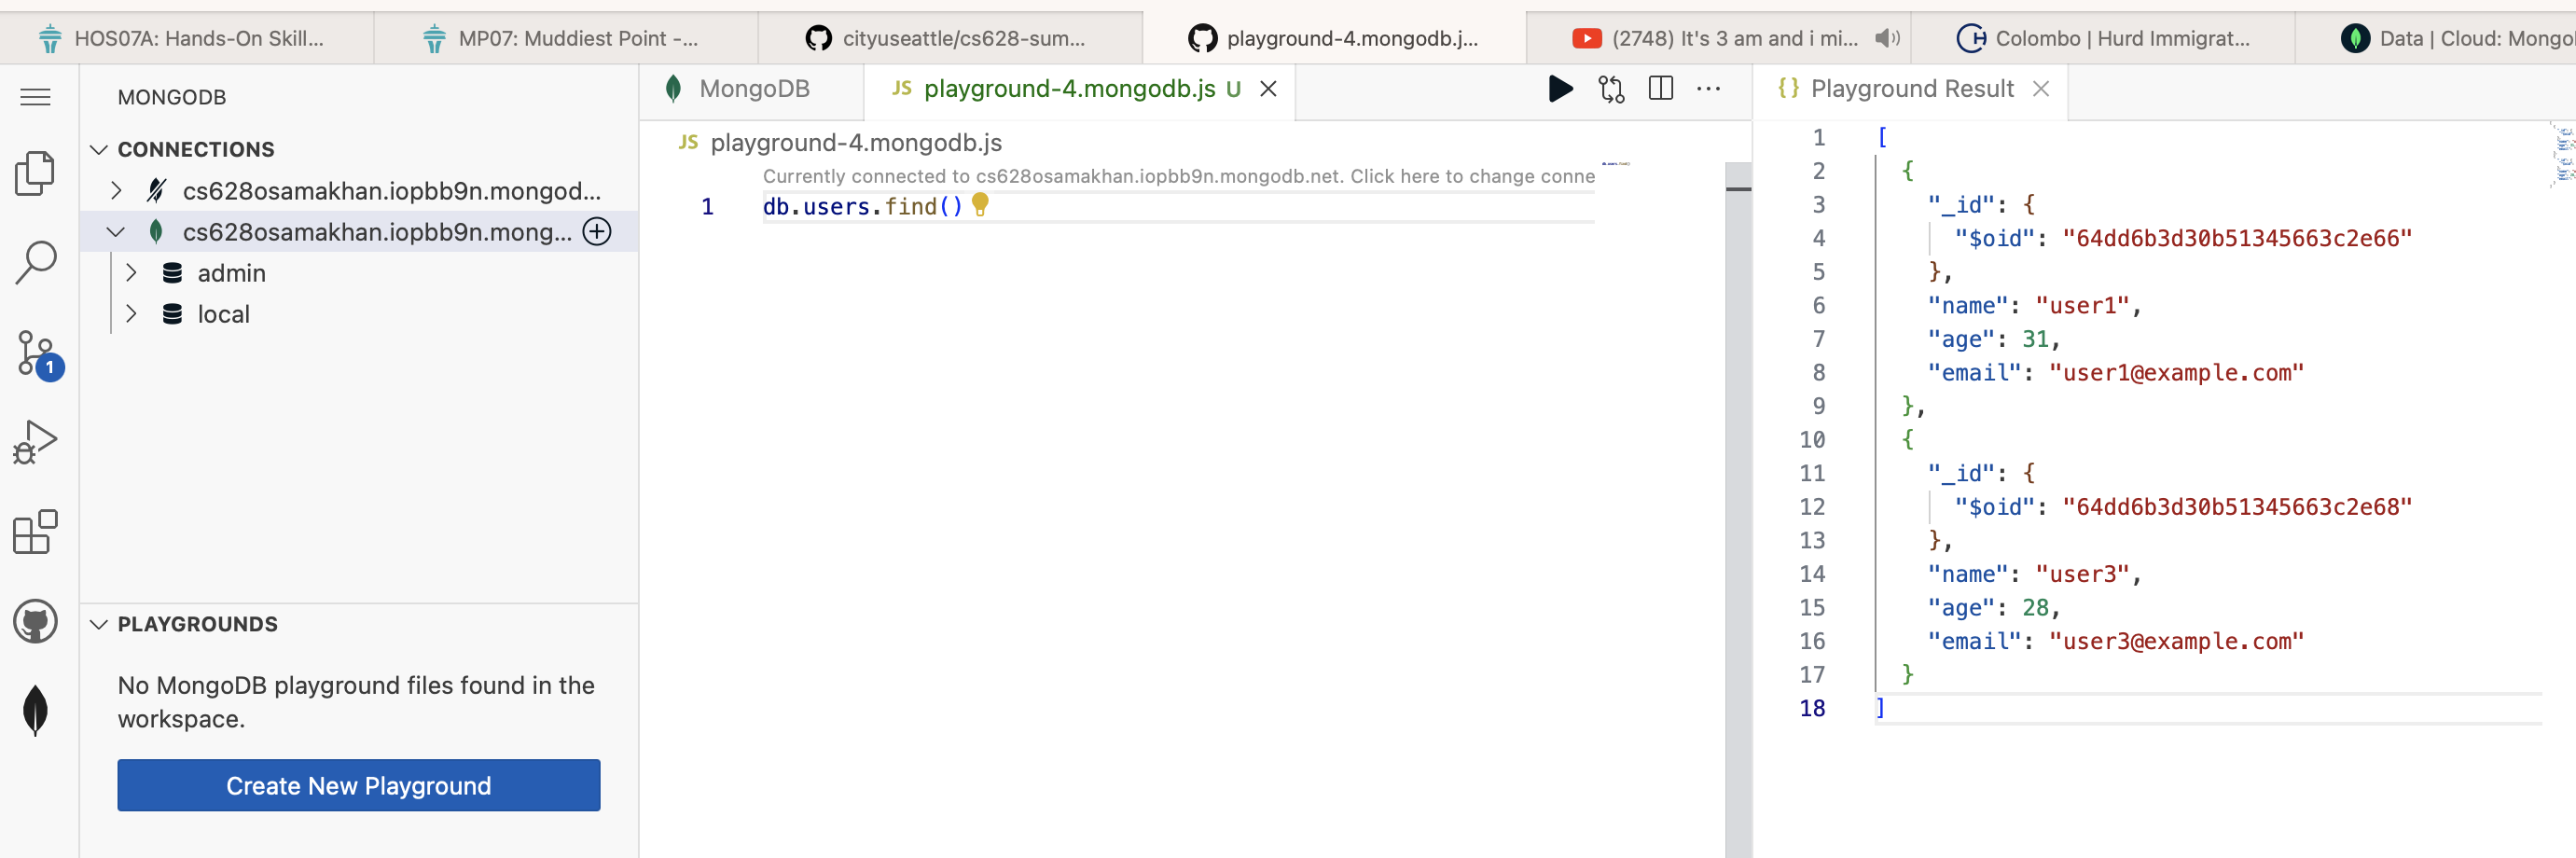 HOS07A: Hands-On Skill...
MP07: Muddiest Point -...
cityuseattle/cs628-sum...
playground-4.mongodb.j...
(2748) It's 3 am and i mi...
Colombo | Hurd Immigrat...
Data | Cloud: Mongo
MONGODB
CONNECTIONS
cs628osamakhan.iopbb9n.mongod...
cs628osamakhan.iopbb9n.mong...
admin
local
1
PLAYGROUNDS
No MongoDB playground files found in the
workspace.
Create New Playground
MongoDB
JS playground-4.mongodb.js U
JS playground-4.mongodb.js
Currently connected to cs628osamakhan.iopbb9n.mongodb.net. Click here to change conne
1 db.users.find()
{} Playground Result
1 [
2 {
3 "_id": {
4 "$oid": "64dd6b3d30b51345663c2e66"
5 },
6 "name": "user1",
7 "age": 31,
8 "email": "user1@example.com"
9 },
10 {
11 "_id": {
12 "$oid": "64dd6b3d30b51345663c2e68"
13 },
14 "name": "user3",
15 "age": 28,
16 "email": "user3@example.com"
17 }
18 ]